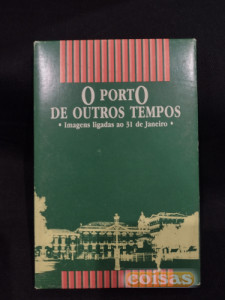 O PORTO
DE OUTROS TEMPOS
• Imagens ligadas ao 31 de Janeiro •
coisas